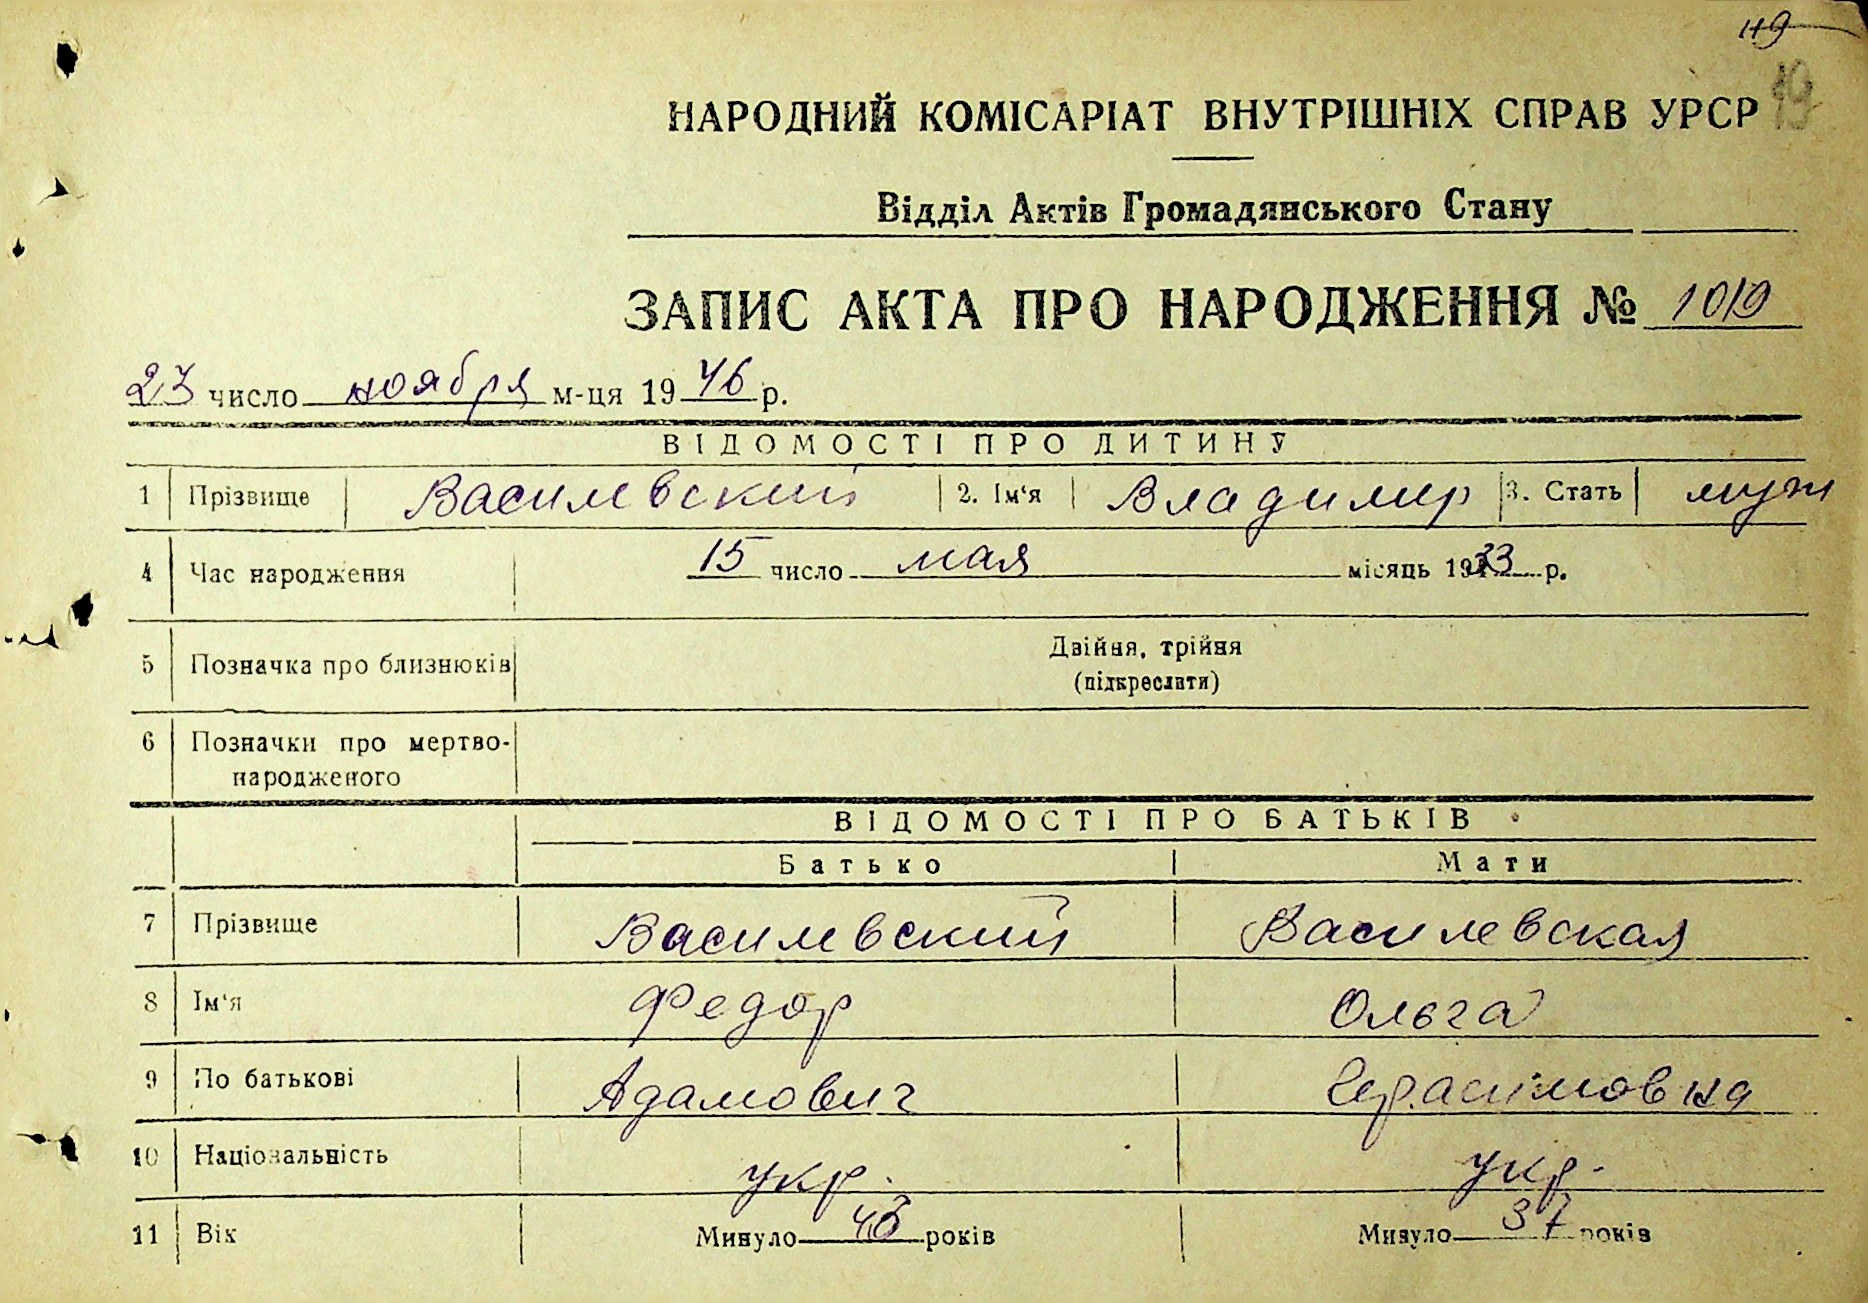 49
19
НАРОДНИЙ КОМІСАРІАТ ВНУТРІШНІХ СПРАВ УРСР
Відділ Актів Громадянського Стану
ЗАПИС АКТА ПРО НАРОДЖЕННЯ № 1019
23 число ноября м-ця 1946 р.
ВІДОМОСТІ ПРО ДИТИНУ
1 Прізвище Василевский 2. Ім'я Владимир 3. Стать муж
4 Час народження 15 число мая місяць 1933 р.
5 Позначка про близнюків Двійня, трійня
(підкреслити)
6 Позначки про мертво-
народженого
ВІДОМОСТІ ПРО БАТЬКІВ
Батько Мати
7 Прізвище Василевский Василевская
8 Ім'я Федор Ольга
9 По батькові Адамович Герасимовна
10 Національність укр. укр.
11 Вік Минуло років Минуло 37 років